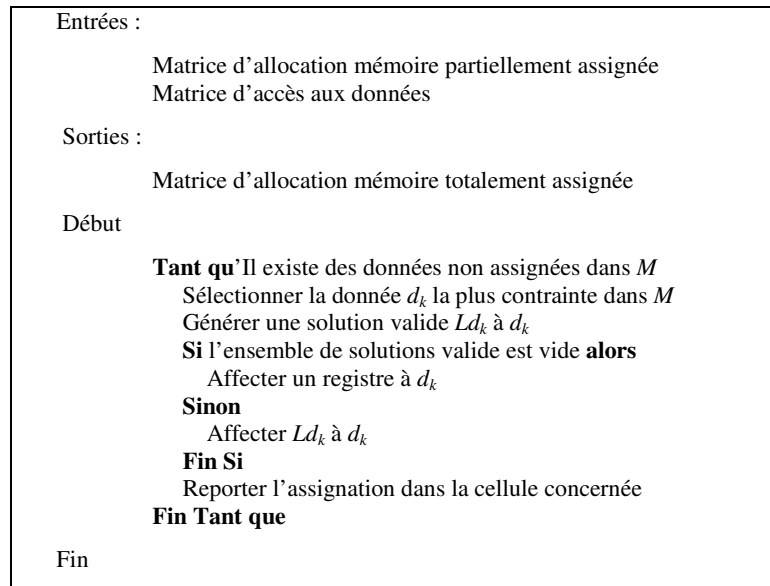 Entrées :
Matrice d'allocation mémoire partiellement assignée
Matrice d'accès aux données
Sorties :
Matrice d'allocation mémoire totalement assignée
Début
Tant qu'Il existe des données non assignées dans M
Sélectionner la donnée dk la plus contrainte dans M
Générer une solution valide Ldk à dk
Si l'ensemble de solutions valide est vide alors
Affecter un registre à dk
Sinon
Affecter Ldk à dk
Fin Si
Reporter l'assignation dans la cellule concernée
Fin Tant que
Fin